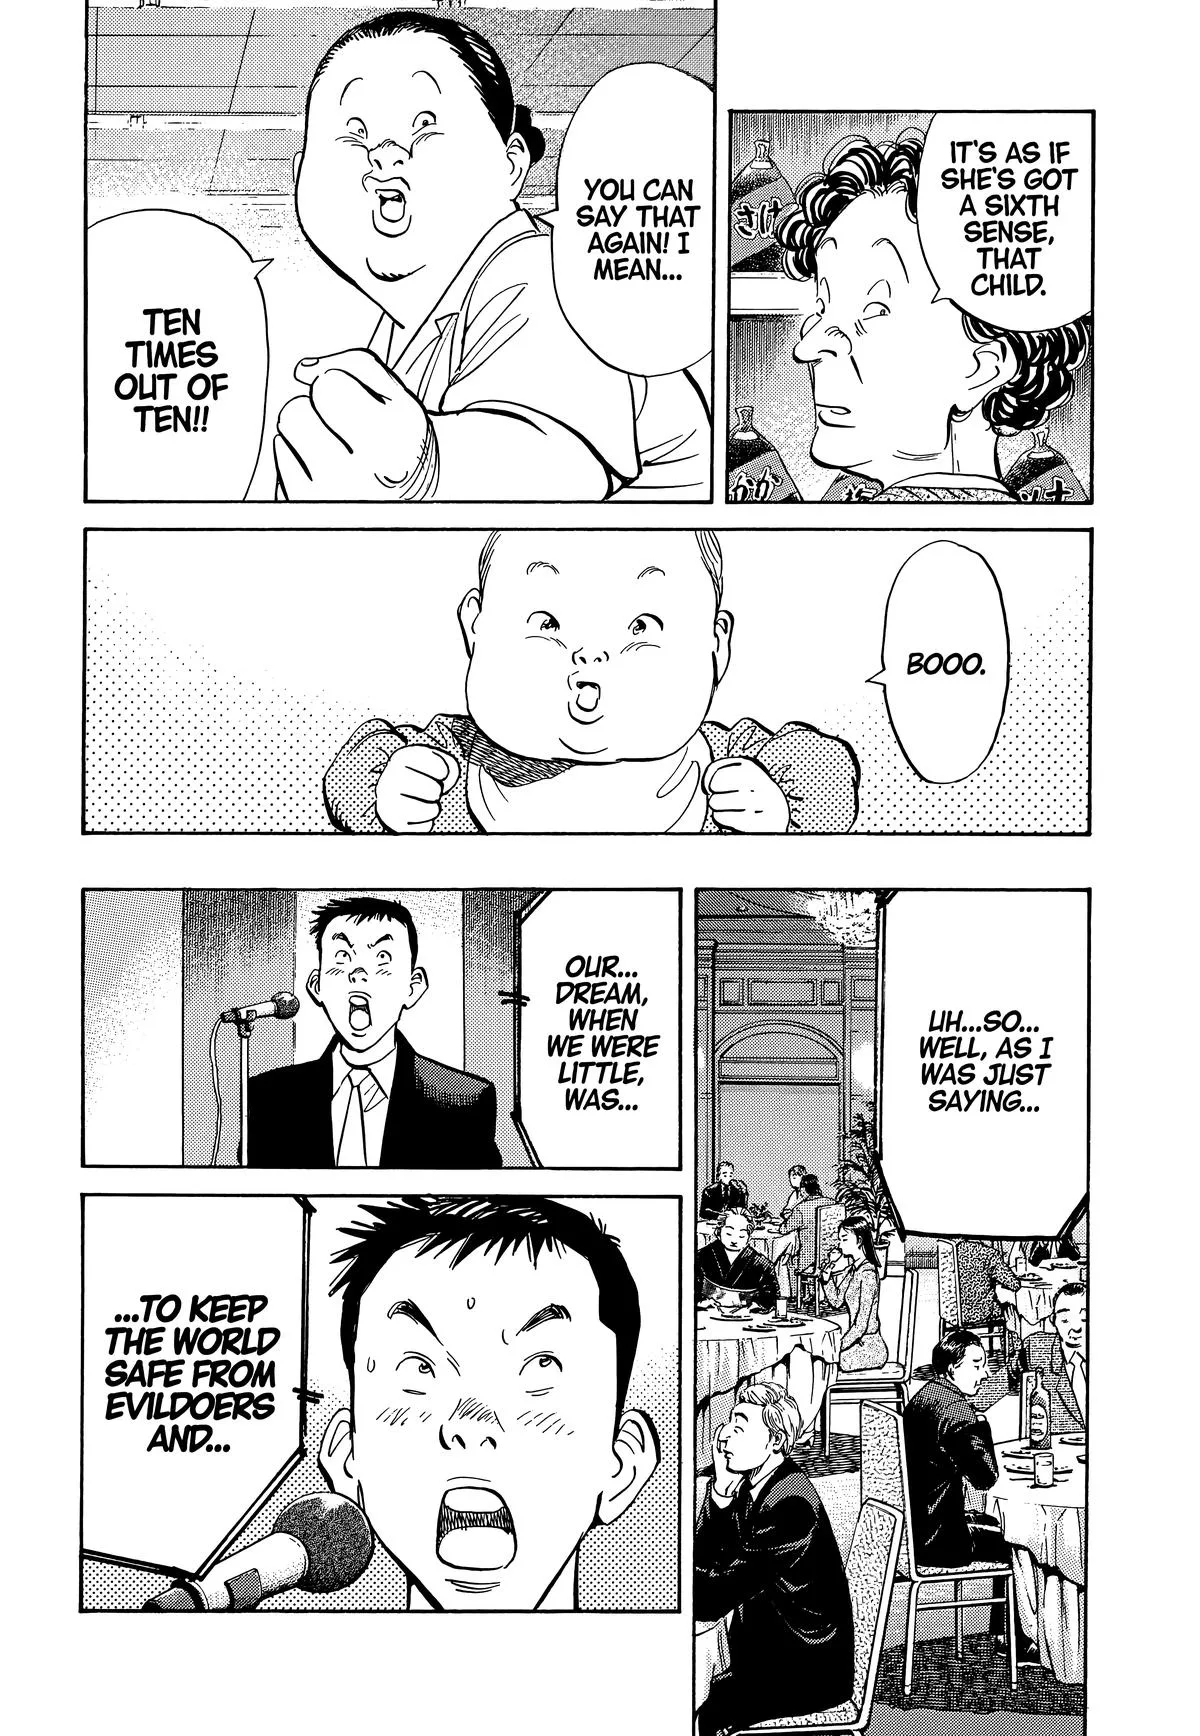 IT'S AS IF
SHE'S GOT
A SIXTH
SENSE,
THAT
CHILD.
さけ
YOU CAN
SAY THAT
AGAIN! I
MEAN...
TEN
TIMES
OUT OF
TEN!!
BOOO.
UH...SO...
WELL, AS I
WAS JUST
SAYING...
OUR...
DREAM,
WHEN
WE WERE
LITTLE,
WAS...
...TO KEEP
THE WORLD
SAFE FROM
EVILDOERS
AND...